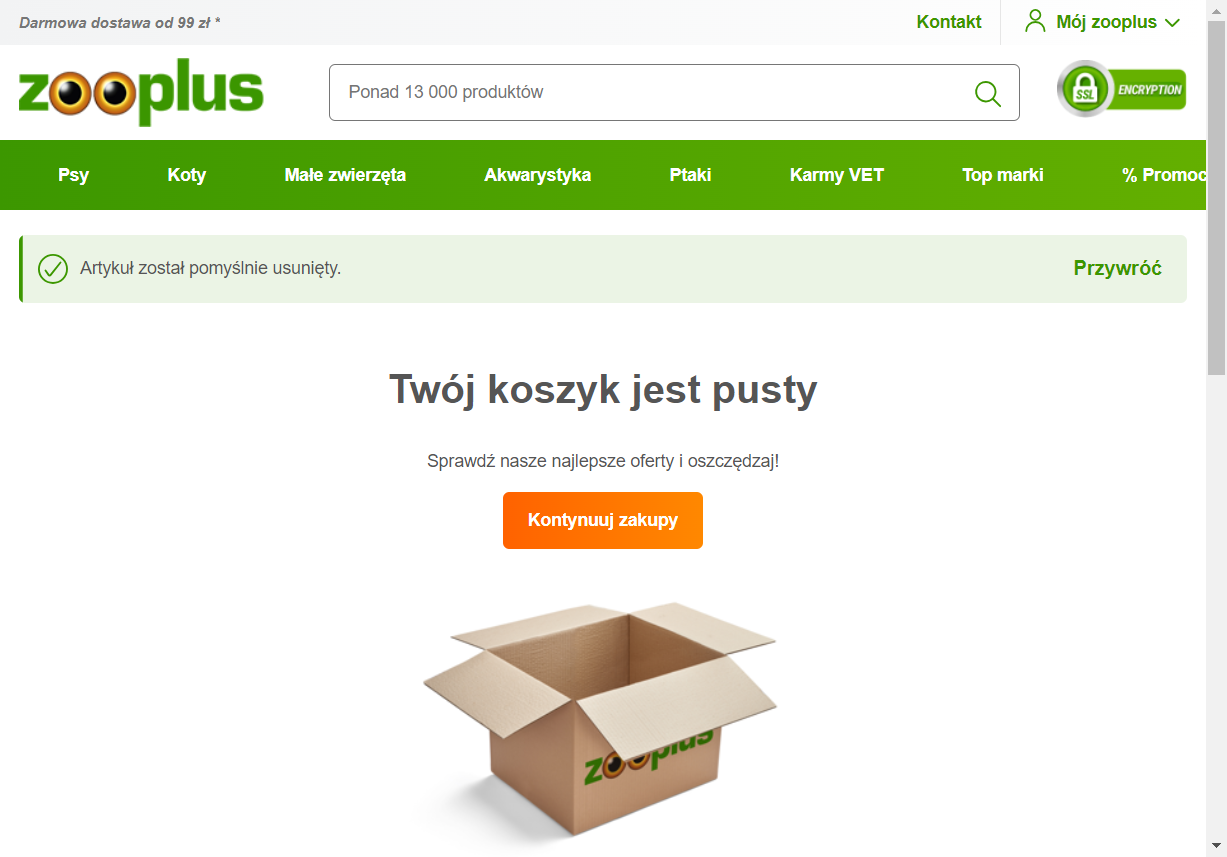 Darmowa dostawa od 99 zł *
Kontakt
Mój zooplus
zooplus
Ponad 13 000 produktów
SSL
ENCRYPTION
Psy
Koty
Małe zwierzęta
Akwarystyka
Ptaki
Karmy VET
Top marki
% Promoc
Artykuł został pomyślnie usunięty.
Przywróć
Twój koszyk jest pusty
Sprawdź nasze najlepsze oferty i oszczędzaj!
Kontynuuj zakupy
zooplus